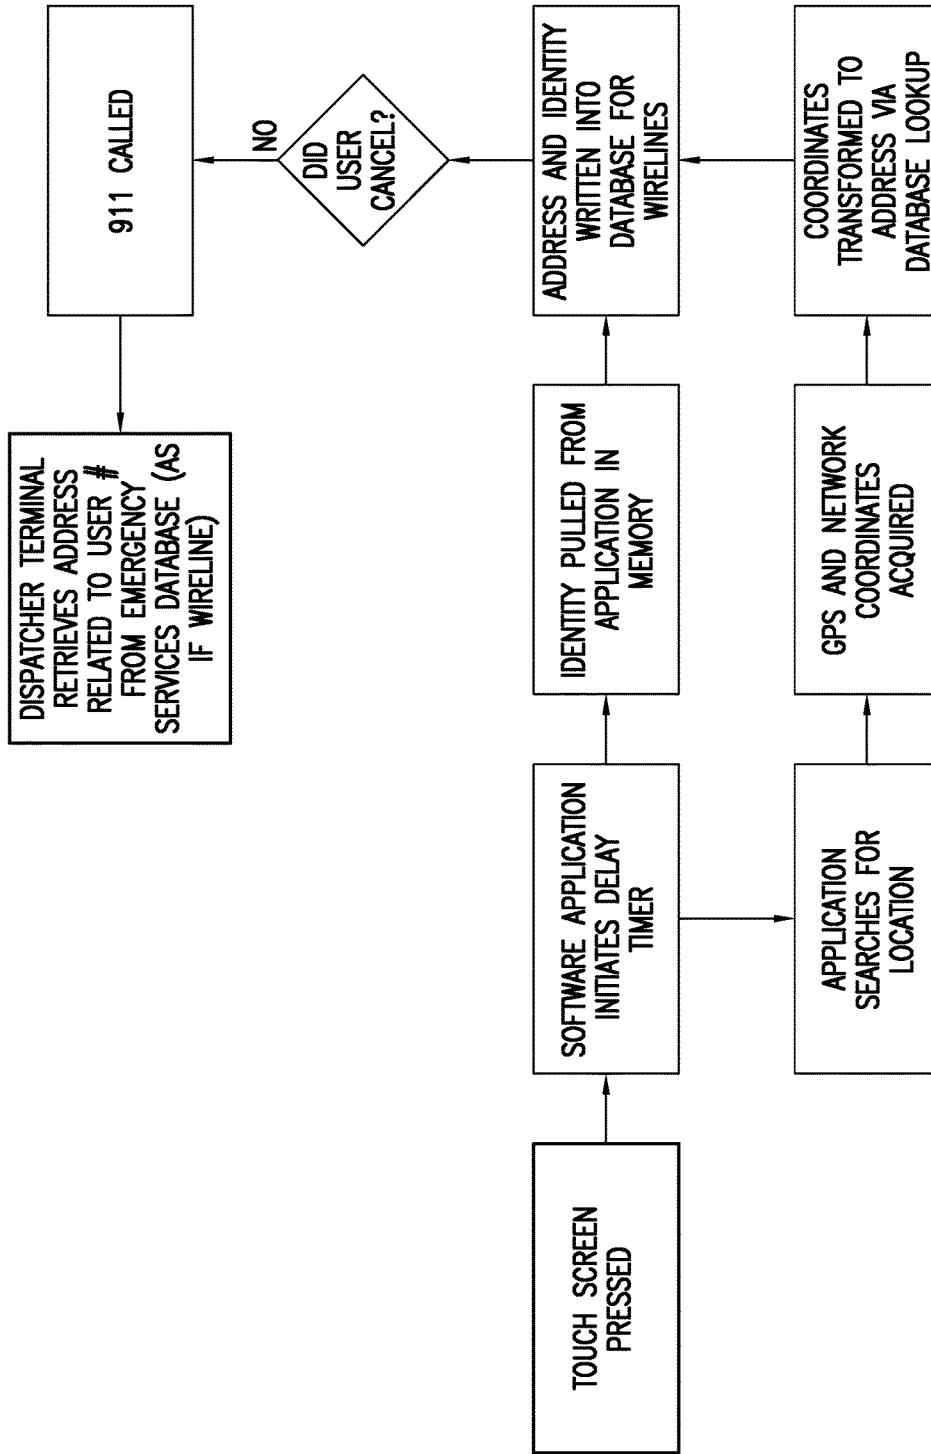 TOUCH SCREEN
PRESSED
SOFTWARE APPLICATION
INITIATES DELAY
TIMER
APPLICATION
SEARCHES FOR
LOCATION
IDENTITY PULLED FROM
APPLICATION IN
MEMORY
GPS AND NETWORK
COORDINATES
ACQUIRED
COORDINATES
TRANSFORMED TO
ADDRESS VIA
DATABASE LOOKUP
ADDRESS AND IDENTITY
WRITTEN INTO
DATABASE FOR
WIRELINES
DID
USER
CANCEL?
NO
911 CALLED
DISPATCHER TERMINAL
RETRIEVES ADDRESS
RELATED TO USER #
FROM EMERGENCY
SERVICES DATABASE (AS
IF WIRELINE)